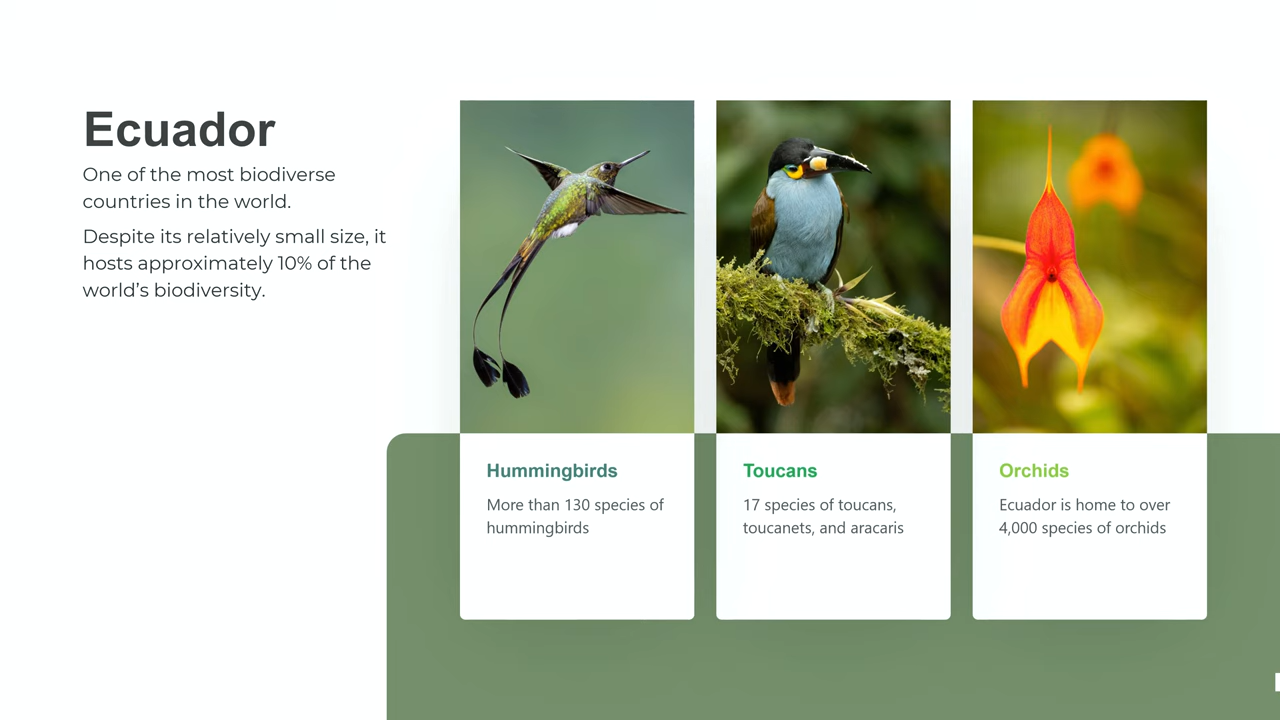 Ecuador
One of the most biodiverse
countries in the world.
Despite its relatively small size, it
hosts approximately 10% of the
world's biodiversity.
Hummingbirds
More than 130 species of
hummingbirds
Toucans
17 species of toucans,
toucanets, and aracaris
Orchids
Ecuador is home to over
4,000 species of orchids